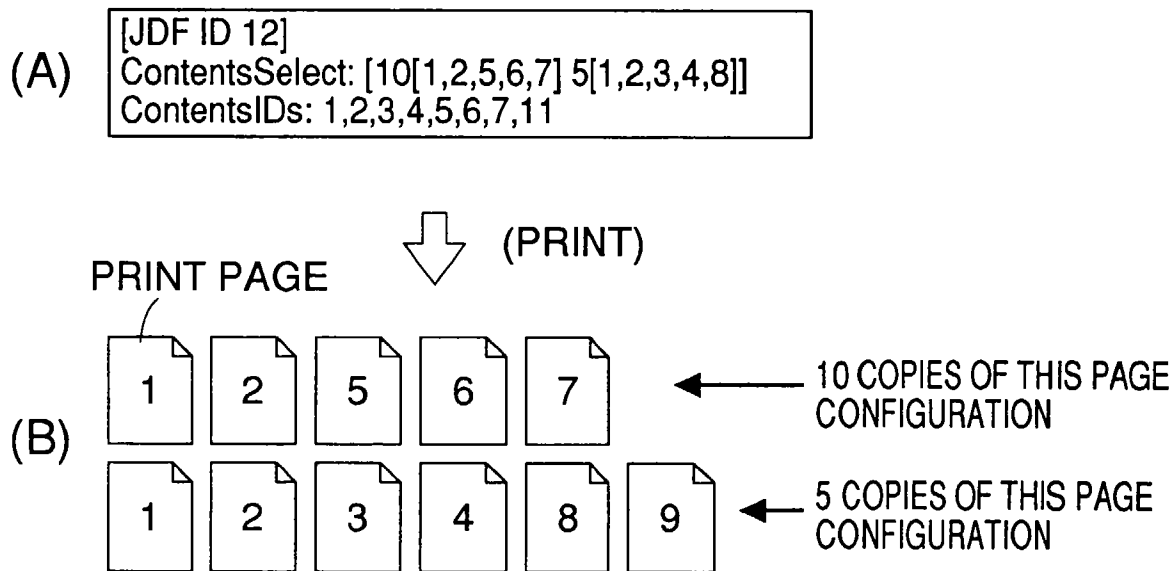 (A)
[JDF ID 12]
ContentsSelect: [10[1,2,5,6,7] 5[1,2,3,4,8]]
ContentsIDs: 1,2,3,4,5,6,7,11
(PRINT)
PRINT PAGE
(B)
1 2 5 6 7
10 COPIES OF THIS PAGE
CONFIGURATION
1 2 3 4 8 9
5 COPIES OF THIS PAGE
CONFIGURATION